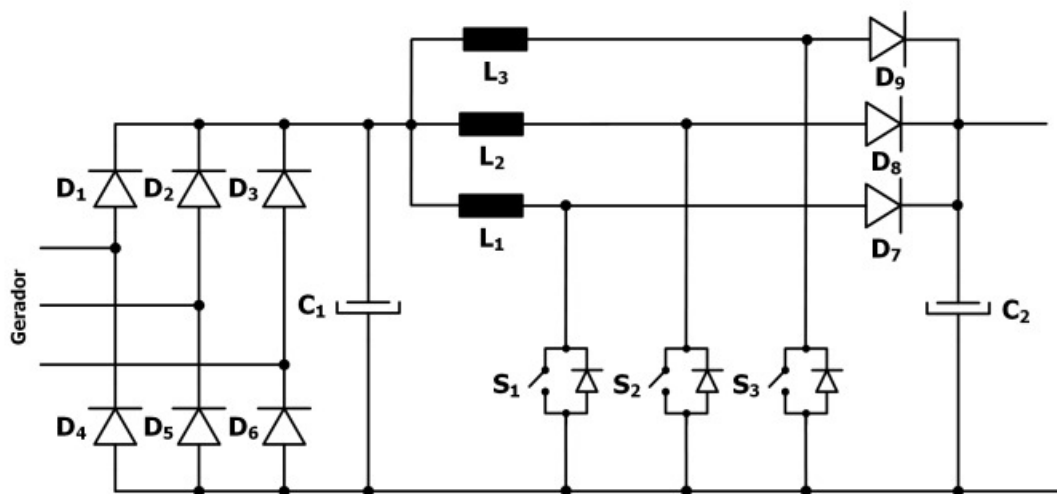 L₃
D₉
L₂
D₈
D₁ D₂ D₃
L₁
D₇
Gerador
C₁
C₂
S₁ S₂ S₃
D₄ D₅ D₆